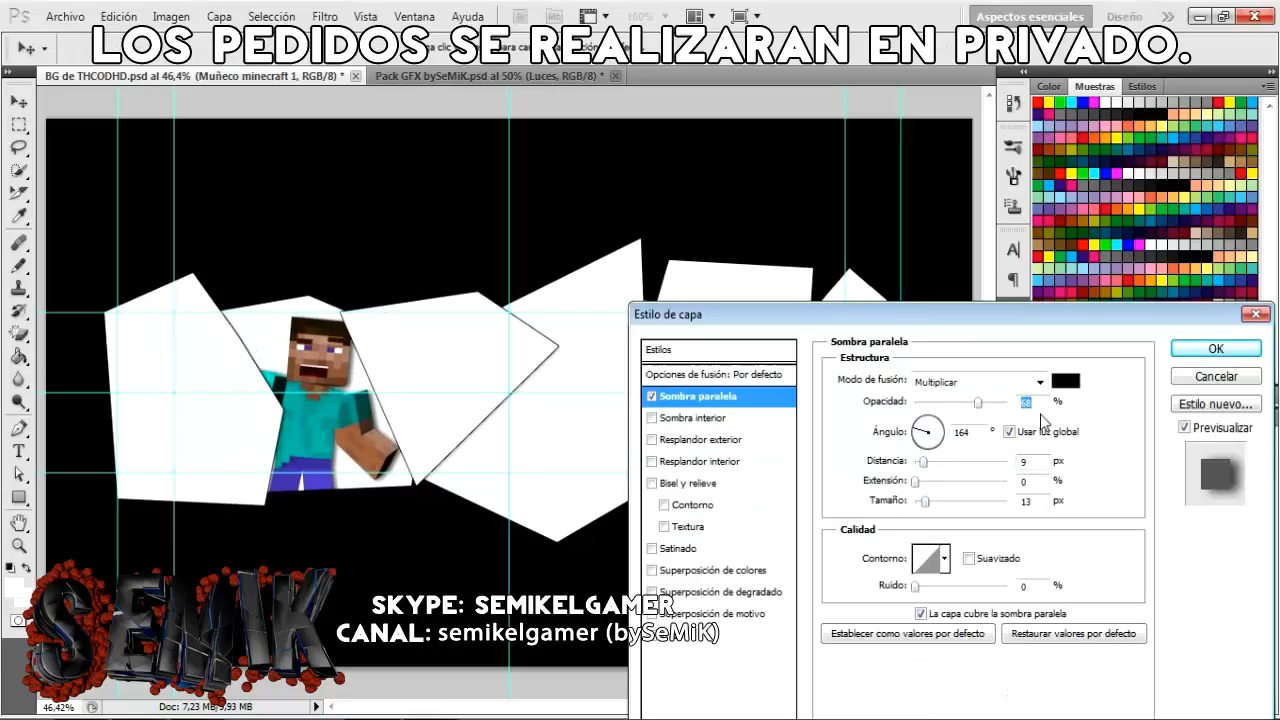 Ps Archivo Edición Imagen Capa Selección Filtro Vista Ventana Ayuda Br Mb 100% Aspectos esenciales Diseño
LOS PEDIDOS SE REALIZARAN EN PRIVADO.
BG de THCODHD.psd al 46,4% (Muñeco minecraft 1, RGB/8) * Pack GFX bySeMiK.psd al 50% (Luces, RGB/8) *
Color Muestras Estilos
Estilo de capa
Estilos
Opciones de fusión: Por defecto
Sombra paralela
Sombra interior
Resplandor exterior
Resplandor interior
Bisel y relieve
Contorno
Textura
Satinado
Superposición de colores
Superposición de degradado
Superposición de motivo
Sombra paralela
Estructura
Modo de fusión: Multiplicar
Opacidad: 68 %
Ángulo: 164 ° Usar luz global
Distancia: 9 px
Extensión: 0 %
Tamaño: 13 px
Calidad
Contorno: Suavizado
Ruido: 0 %
La capa cubre la sombra paralela
Establecer como valores por defecto Restaurar valores por defecto
OK
Cancelar
Estilo nuevo...
Previsualizar
SEMIK
SKYPE: SEMIKELGAMER
CANAL: semikelgamer (bySeMiK)
46,42% Doc: 7,23 MB/9,93 MB